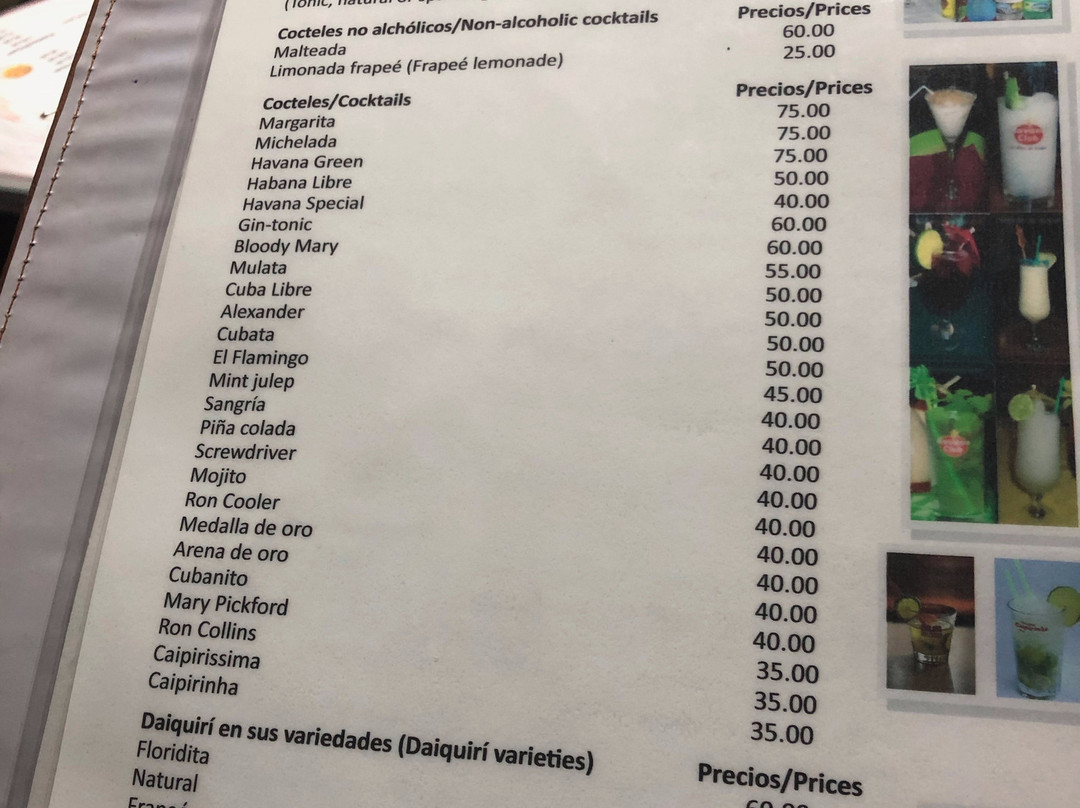 (Tonic, natural or
Cocteles no alchólicos/Non-alcoholic cocktails Precios/Prices
Malteada 60.00
Limonada frapeé (Frapeé lemonade) 25.00
Cocteles/Cocktails Precios/Prices
Margarita 75.00
Michelada 75.00
Havana Green 75.00
Habana Libre 50.00
Havana Special 40.00
Gin-tonic 60.00
Bloody Mary 60.00
Mulata 55.00
Cuba Libre 50.00
Alexander 50.00
Cubata 50.00
El Flamingo 50.00
Mint julep 45.00
Sangría 40.00
Piña colada 40.00
Screwdriver 40.00
Mojito 40.00
Ron Cooler 40.00
Medalla de oro 40.00
Arena de oro 40.00
Cubanito 40.00
Mary Pickford 40.00
Ron Collins 35.00
Caipirissima 35.00
Caipirinha 35.00
Daiquirí en sus variedades (Daiquirí varieties) Precios/Prices
Floridita 60.00
Natural